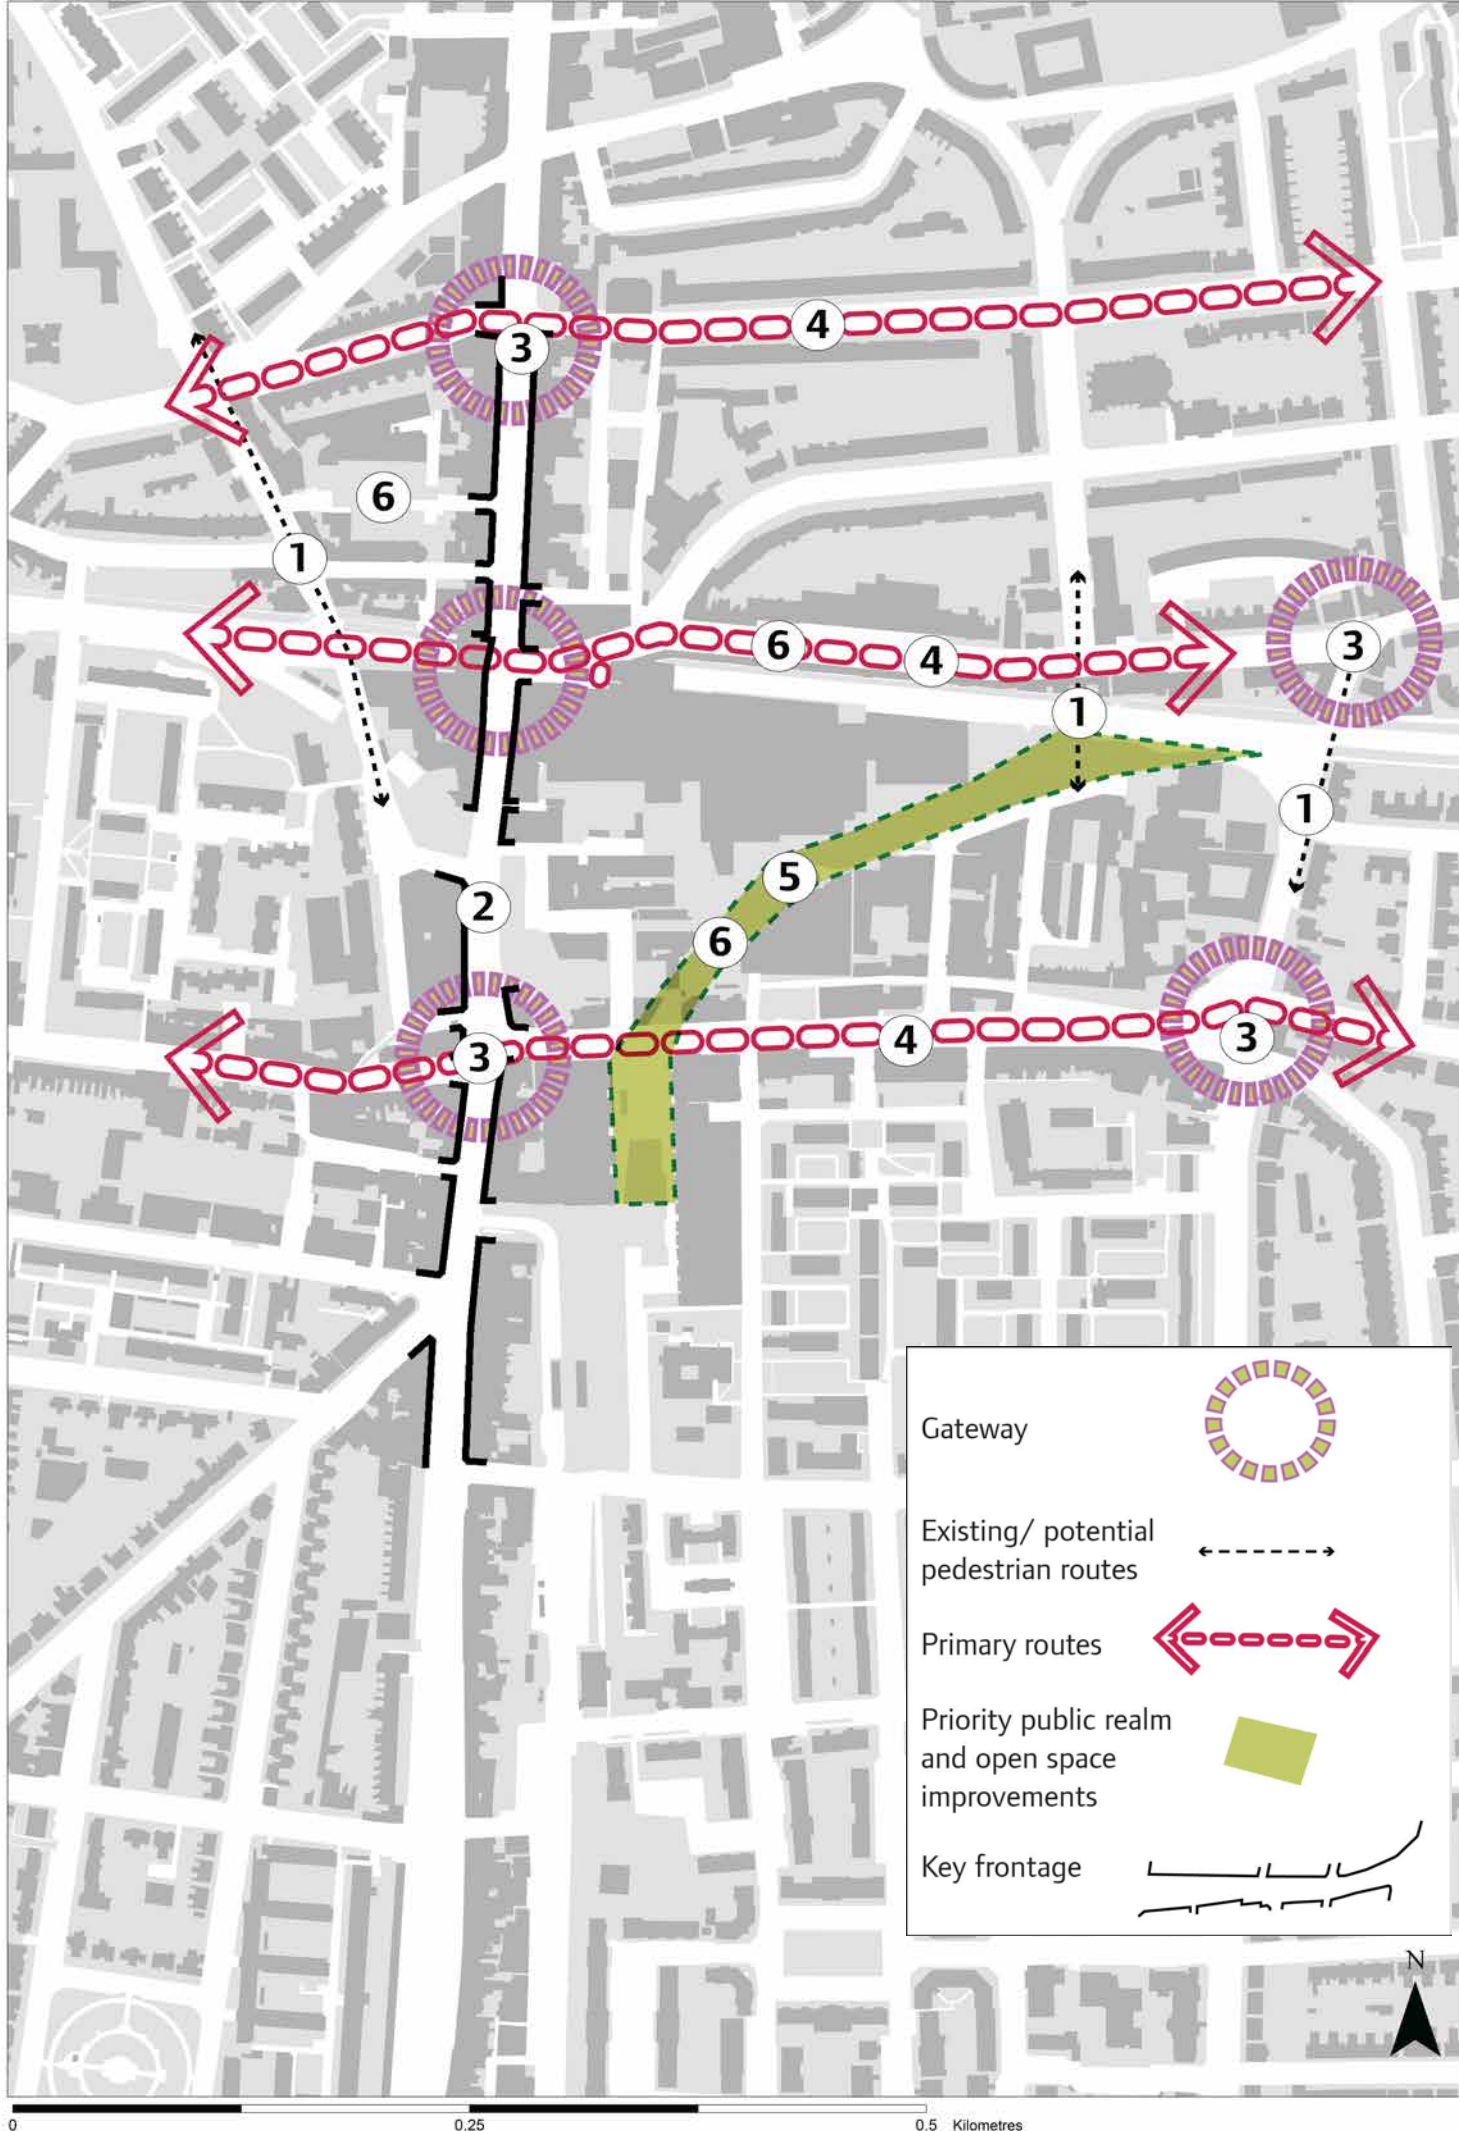 4
3
6
1
6
4
3
1
1
5
2
6
4
3
3
Gateway
Existing/ potential
pedestrian routes
Primary routes
Priority public realm
and open space
improvements
Key frontage
N
0 0.25 0.5 Kilometres